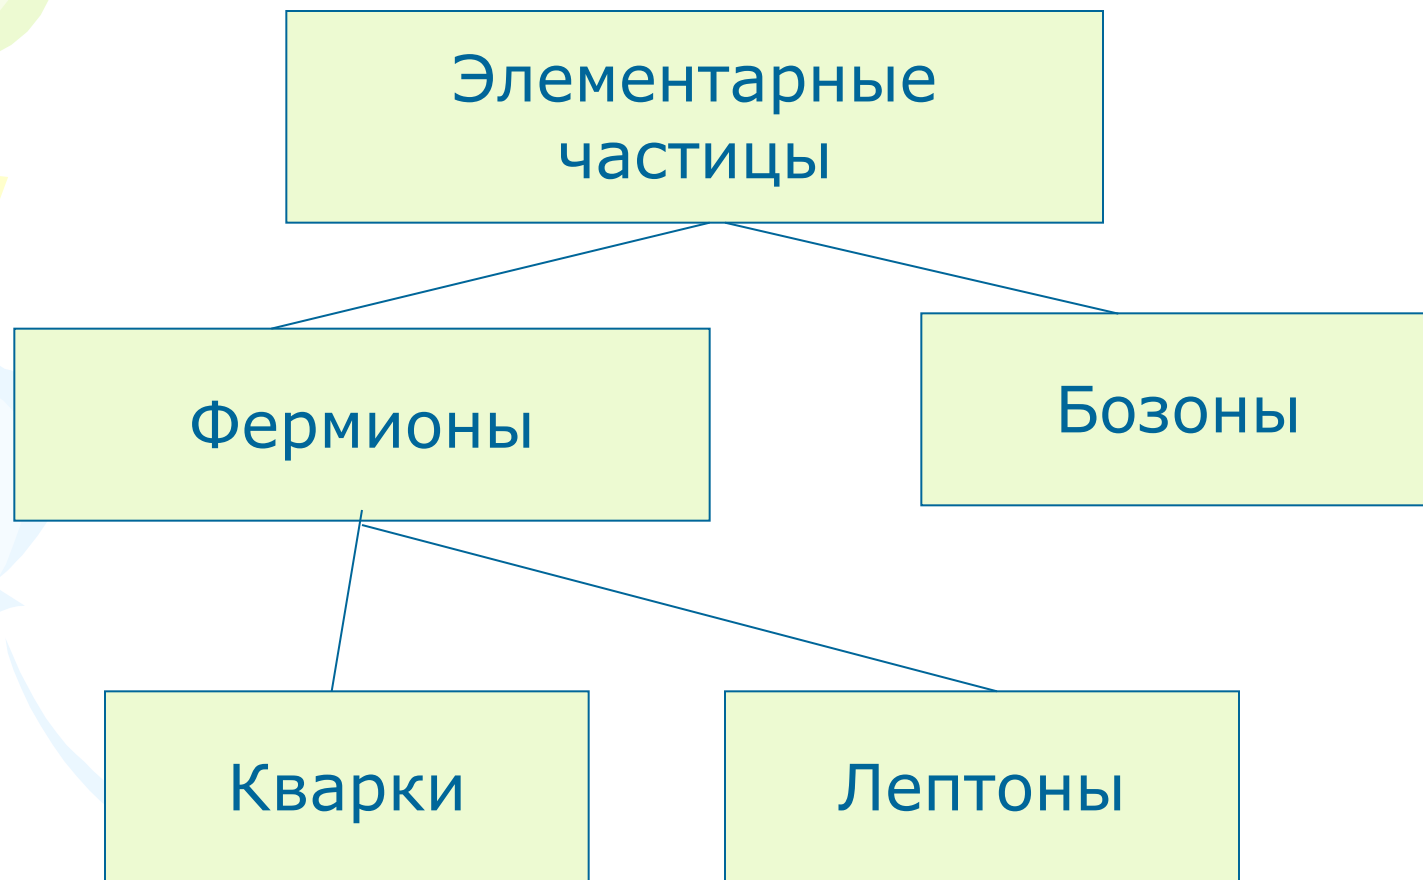 Элементарные
частицы
Фермионы
Бозоны
Кварки
Лептоны